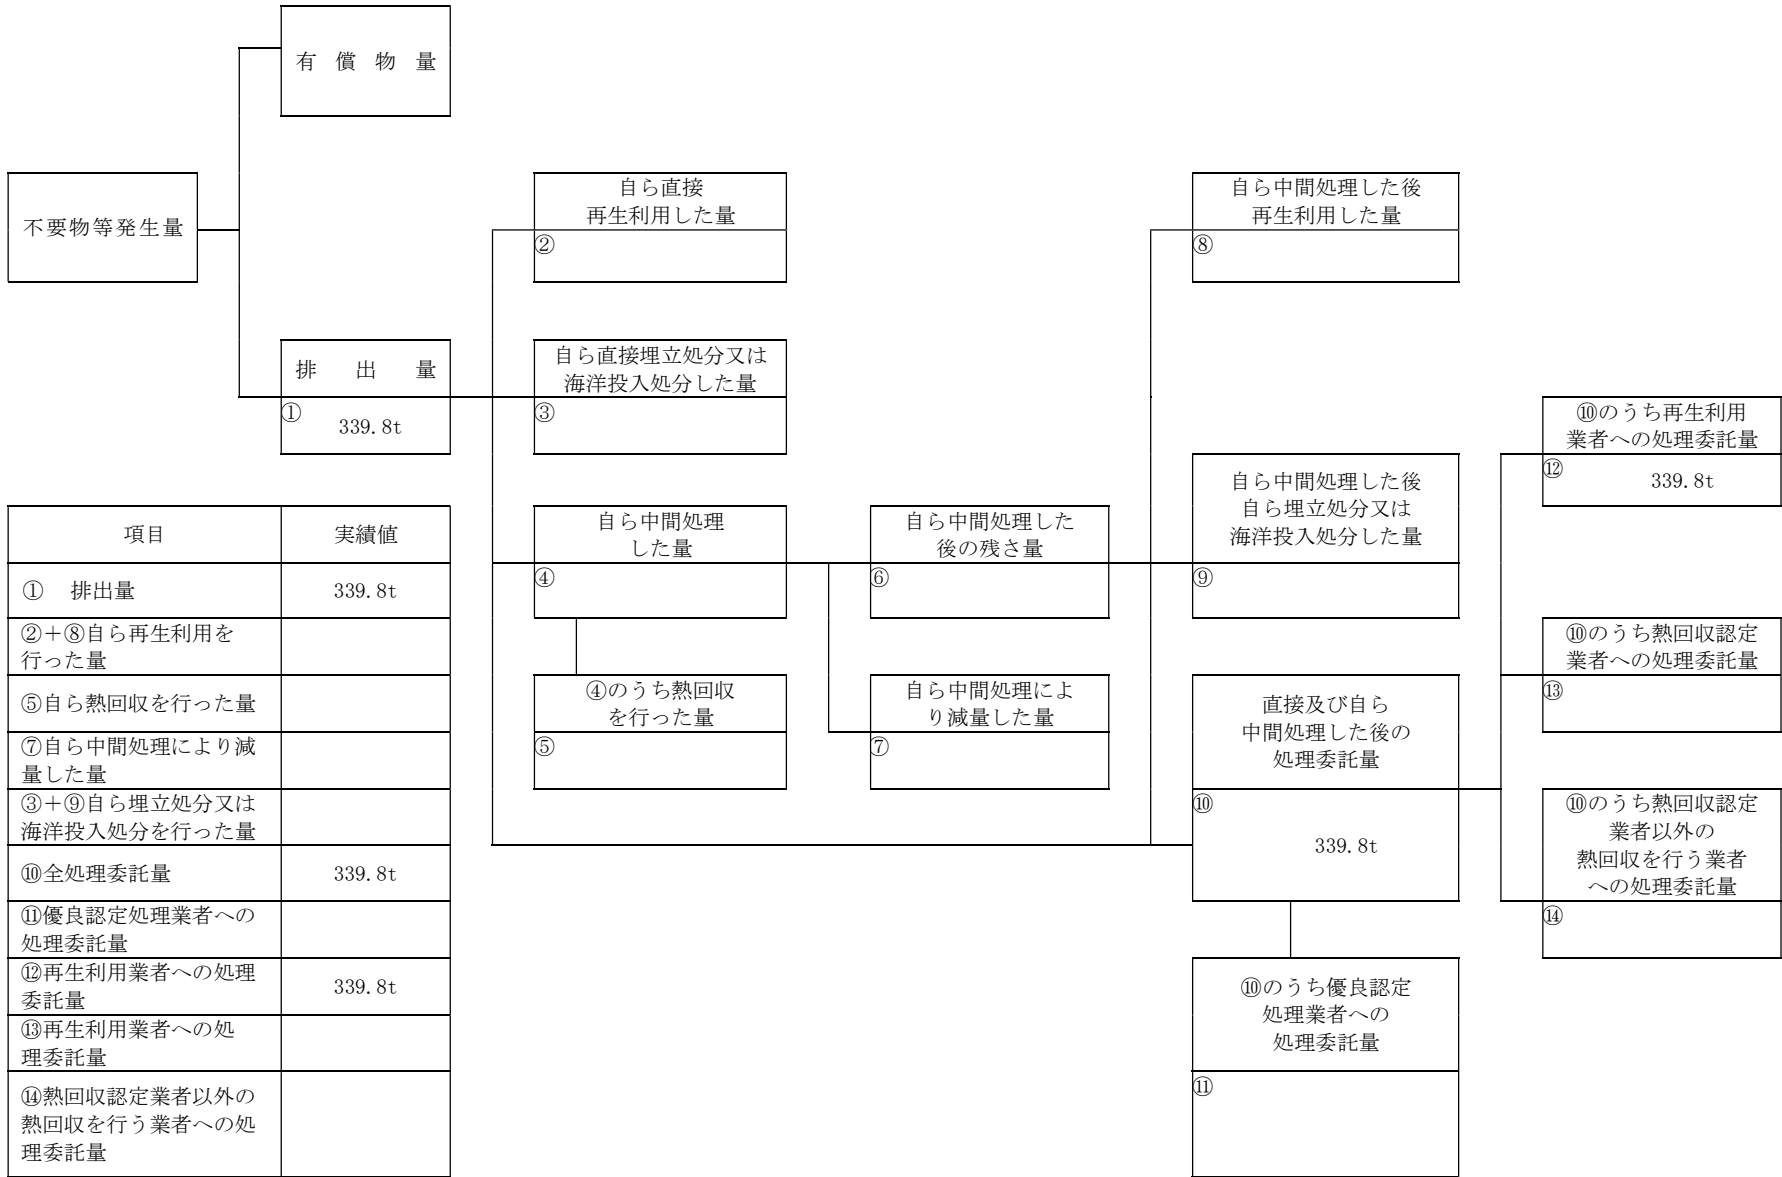 有 償 物 量
不要物等発生量
自ら直接
再生利用した量
②
自ら中間処理した後
再生利用した量
⑧
排 出 量
① 339.8t
自ら直接埋立処分又は
海洋投入処分した量
③
⑩のうち再生利用
業者への処理委託量
⑫ 339.8t
自ら中間処理した後
自ら埋立処分又は
海洋投入処分した量
⑨
自ら中間処理
した量
④
自ら中間処理した
後の残さ量
⑥
⑩のうち熱回収認定
業者への処理委託量
⑬
④のうち熱回収
を行った量
⑤
自ら中間処理によ
り減量した量
⑦
直接及び自ら
中間処理した後の
処理委託量
⑩
339.8t
⑩のうち熱回収認定
業者以外の
熱回収を行う業者
への処理委託量
⑭
⑩のうち優良認定
処理業者への
処理委託量
⑪
項目 実績値
① 排出量 339.8t
②+⑧自ら再生利用を
行った量
⑤自ら熱回収を行った量
⑦自ら中間処理により減
量した量
③+⑨自ら埋立処分又は
海洋投入処分を行った量
⑩全処理委託量 339.8t
⑪優良認定処理業者への
処理委託量
⑫再生利用業者への処理
委託量 339.8t
⑬再生利用業者への処
理委託量
⑭熱回収認定業者以外の
熱回収を行う業者への処
理委託量